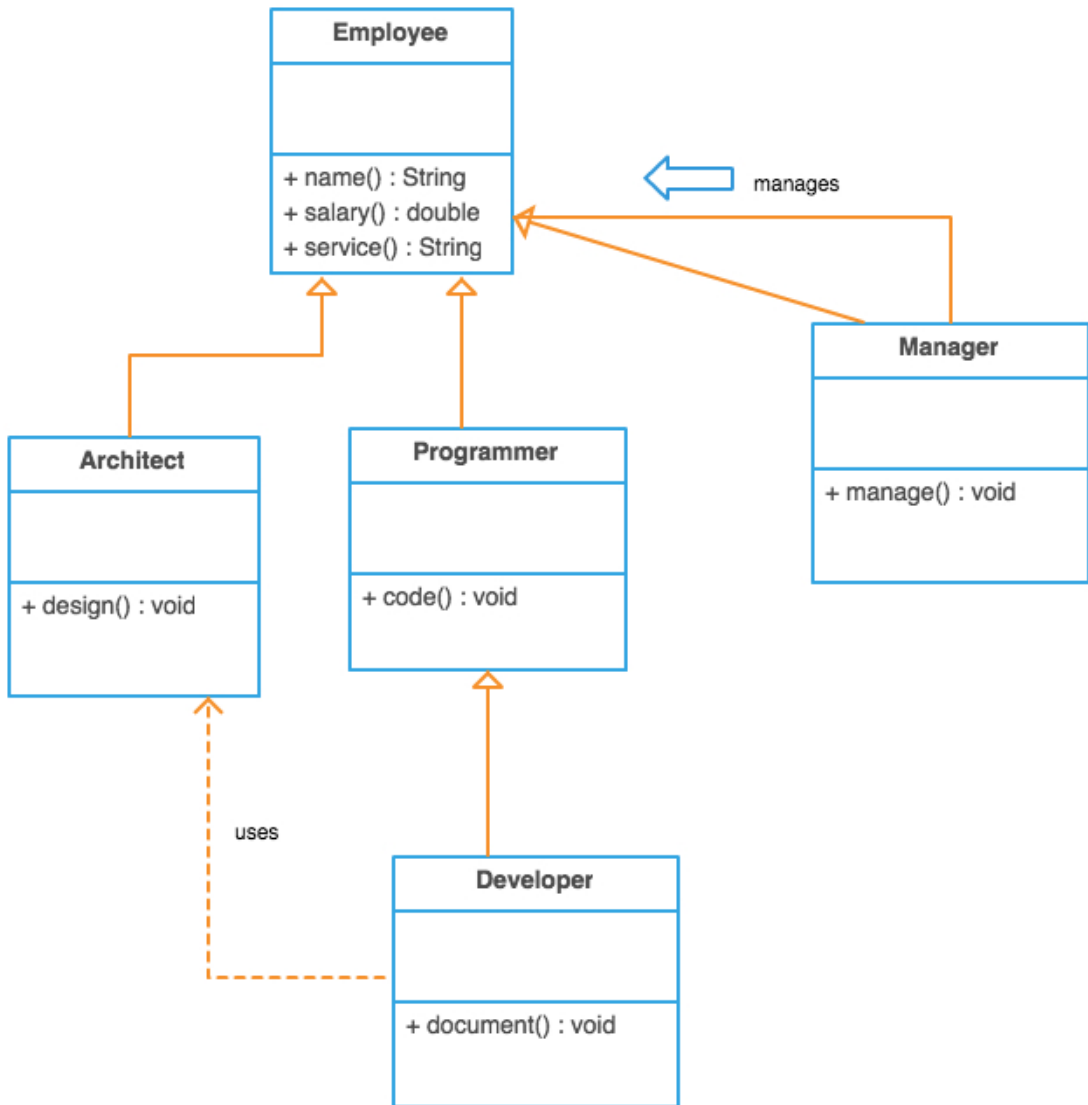 Employee
+ name() : String
+ salary() : double
+ service() : String
manages
Manager
+ manage() : void
Architect
+ design() : void
Programmer
+ code() : void
uses
Developer
+ document() : void